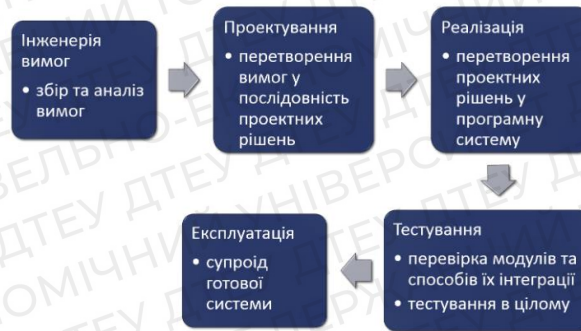 Інженерія
вимог
• збір та аналіз
вимог
Проектування
• перетворення
вимог у
послідовність
проектних
рішень
Реалізація
• перетворення
проектних
рішень у
програмну
систему
Тестування
• перевірка модулів та
способів їх інтеграції
• тестування в цілому
Експлуатація
• супроід
готової
системи